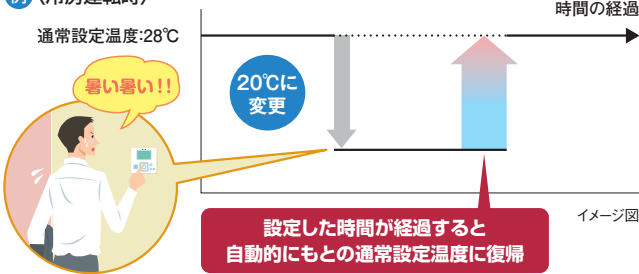 例 (冷房運転時)
時間の経過
通常設定温度:28℃
暑い暑い!!
20℃に
変更
設定した時間が経過すると
自動的にもとの通常設定温度に復帰
イメージ図